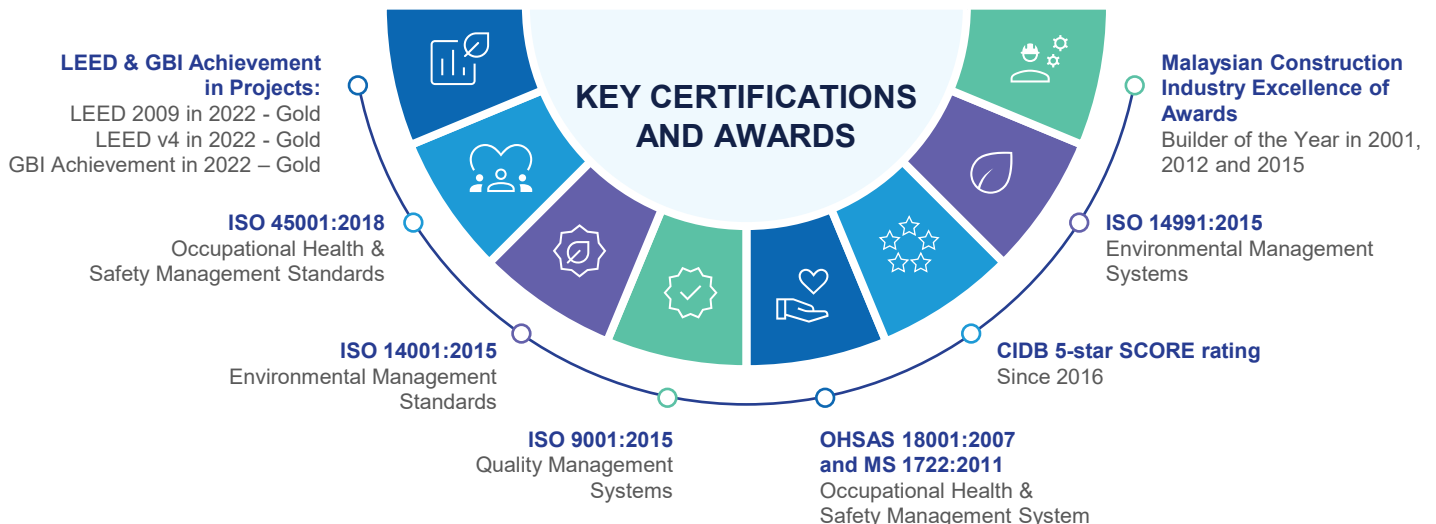 KEY CERTIFICATIONS
AND AWARDS
LEED & GBI Achievement
in Projects:
LEED 2009 in 2022 - Gold
LEED v4 in 2022 - Gold
GBI Achievement in 2022 – Gold
ISO 45001:2018
Occupational Health &
Safety Management Standards
ISO 14001:2015
Environmental Management
Standards
ISO 9001:2015
Quality Management
Systems
OHSAS 18001:2007
and MS 1722:2011
Occupational Health &
Safety Management System
CIDB 5-star SCORE rating
Since 2016
ISO 14991:2015
Environmental Management
Systems
Malaysian Construction
Industry Excellence of
Awards
Builder of the Year in 2001,
2012 and 2015